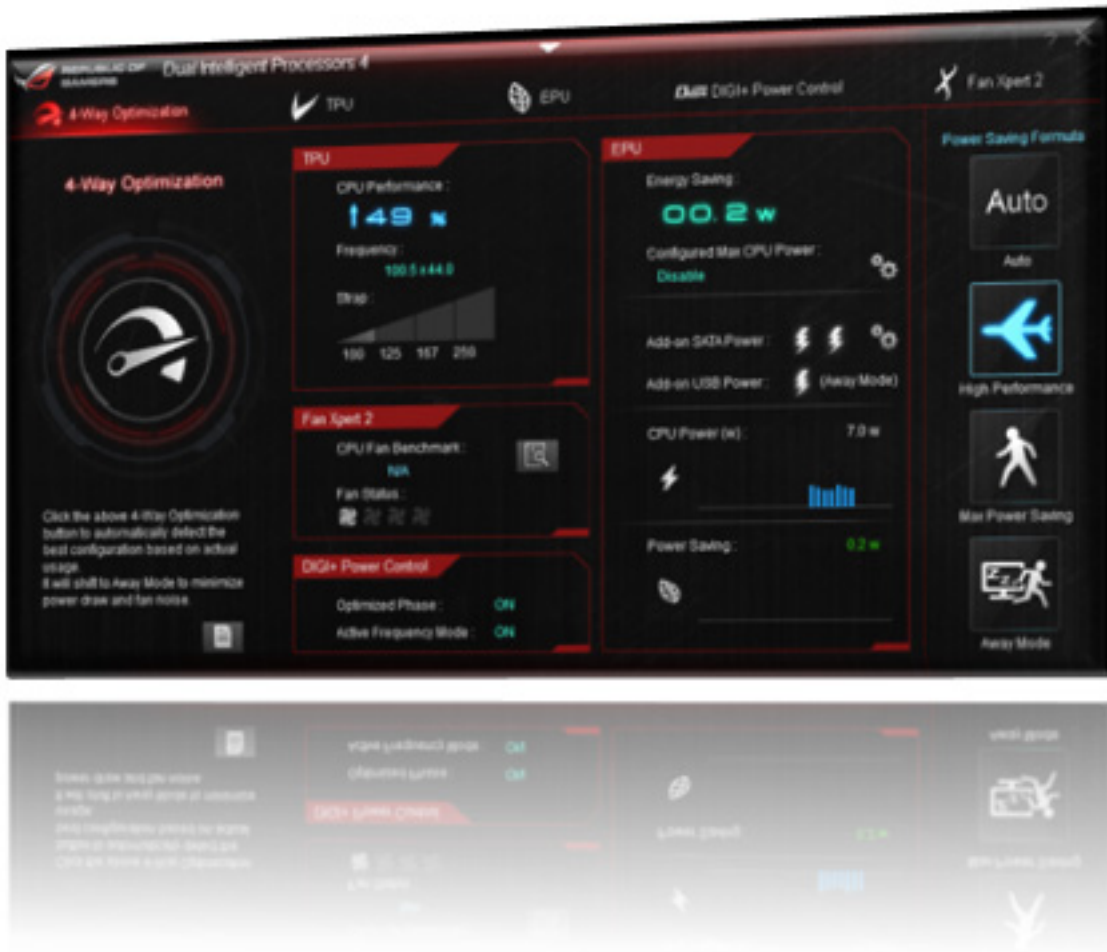 REPUBLIC OF
GAMERS
Dual Intelligent Processors 4
? X
4-Way Optimization
TPU
EPU
DIGI+ Power Control
Fan Xpert 2
4-Way Optimization
Click the above 4-Way Optimization
button to automatically detect the
best configuration based on actual
usage.
It will shift to Away Mode to minimize
power draw and fan noise.
TPU
CPU Performance :
49 %
Frequency :
100.5 x 44.0
Strap :
100 125 167 250
Fan Xpert 2
CPU Fan Benchmark :
N/A
Fan Status :
DIGI+ Power Control
Optimized Phase : ON
Active Frequency Mode : ON
EPU
Energy Saving :
00.2 w
Configured Max CPU Power :
Disable
Add-on SATA Power :
Add-on USB Power : (Away Mode)
CPU Power (w) : 7.0 w
Power Saving : 0.2 w
Power Saving Formula
Auto
Auto
High Performance
Max Power Saving
Away Mode